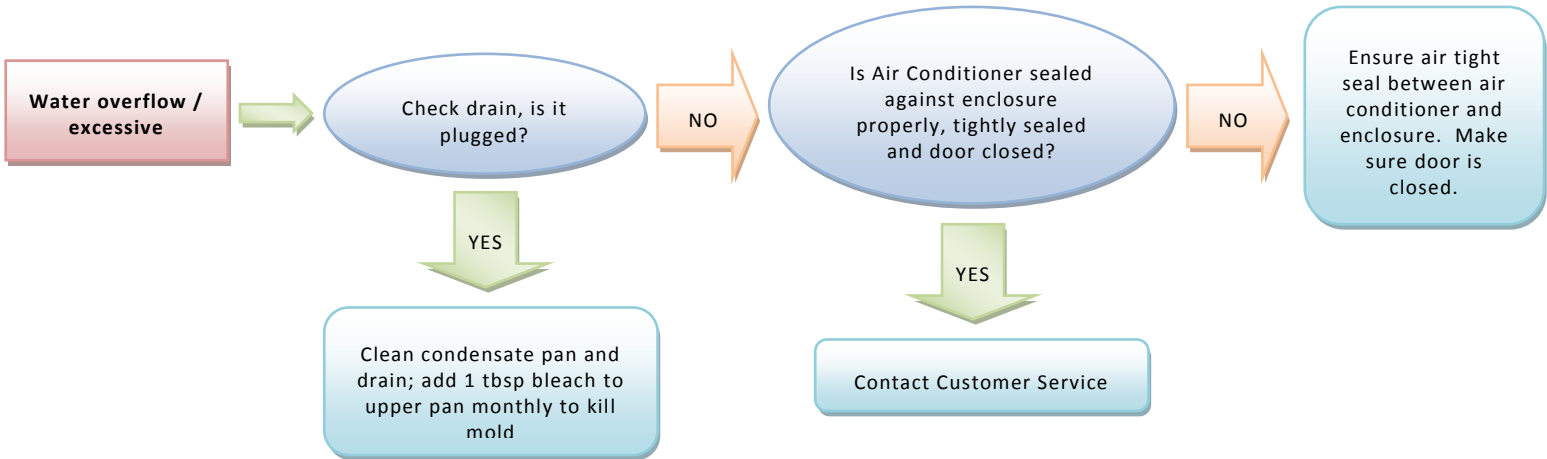 Water overflow /
excessive
Check drain, is it
plugged?
NO
Is Air Conditioner sealed
against enclosure
properly, tightly sealed
and door closed?
NO
Ensure air tight
seal between air
conditioner and
enclosure. Make
sure door is
closed.
YES
Clean condensate pan and
drain; add 1 tbsp bleach to
upper pan monthly to kill
mold
YES
Contact Customer Service